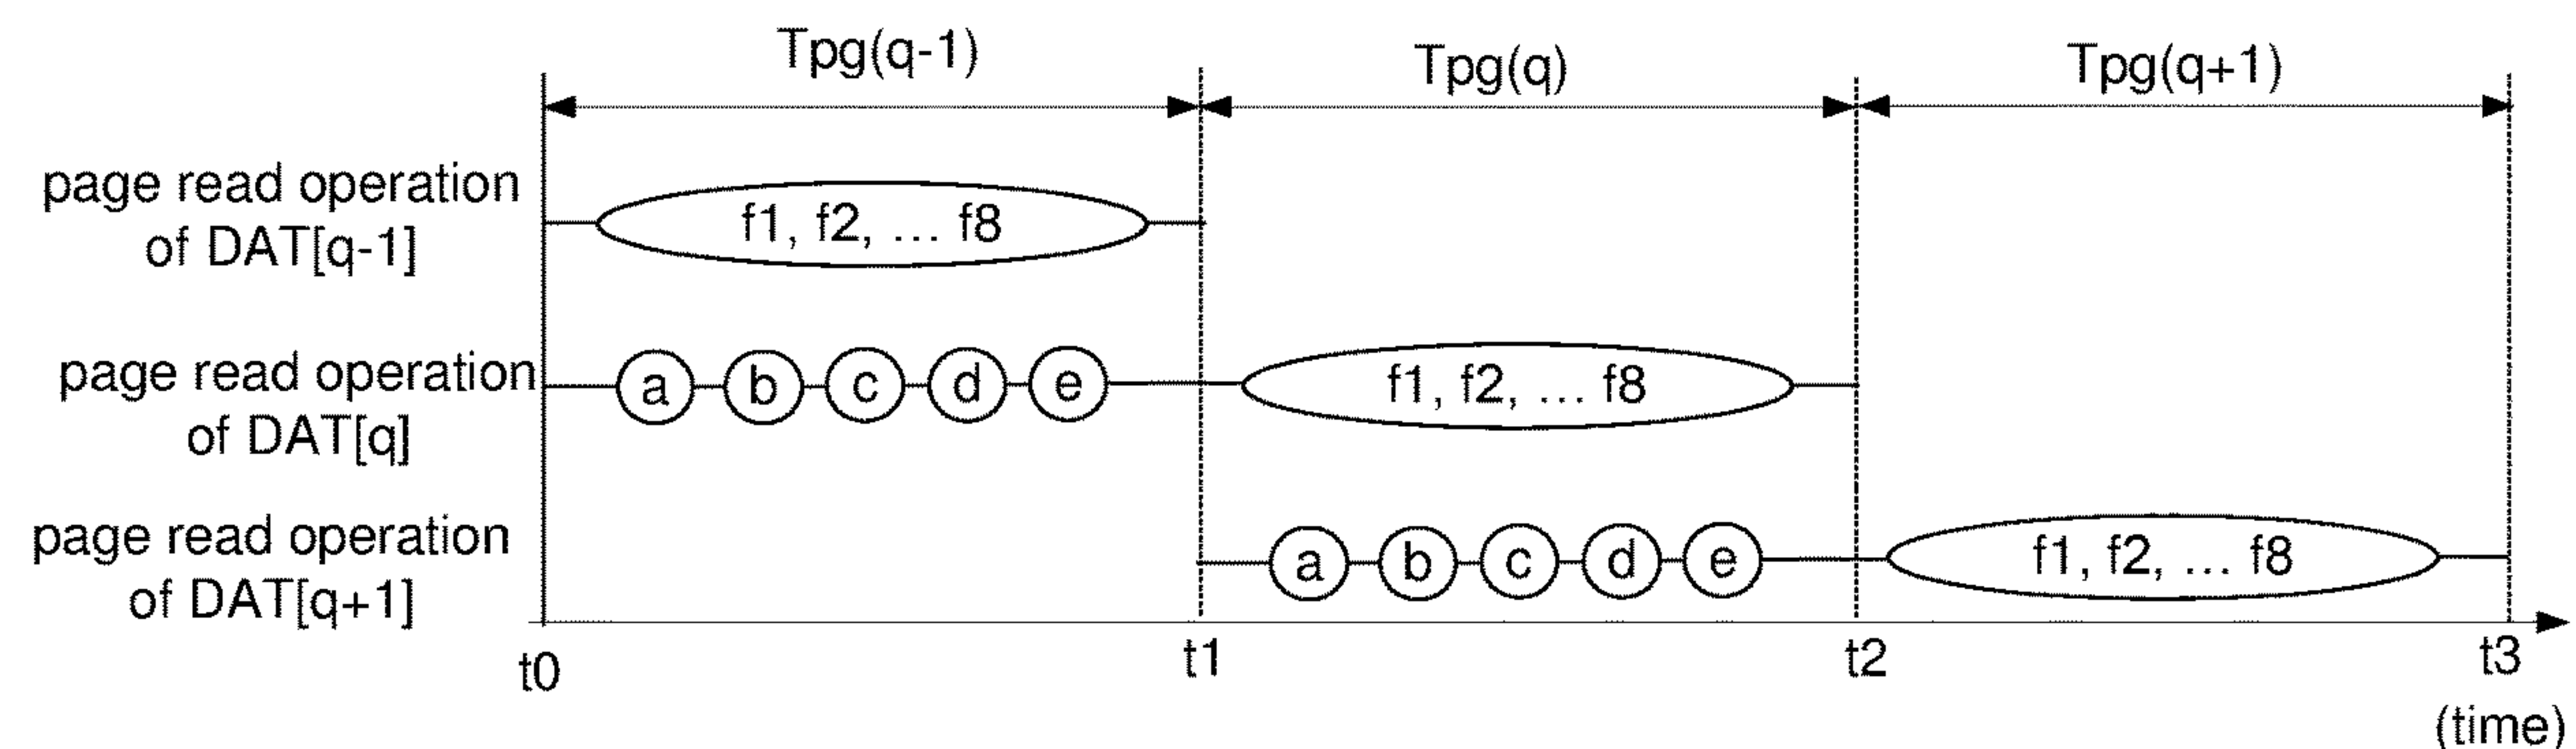 Tpg(q-1)
Tpg(q)
Tpg(q+1)
page read operation
of DAT[q-1]
f1, f2, ... f8
page read operation
of DAT[q]
a b c d e
f1, f2, ... f8
page read operation
of DAT[q+1]
a b c d e
f1, f2, ... f8
t0
t1
t2
t3
(time)